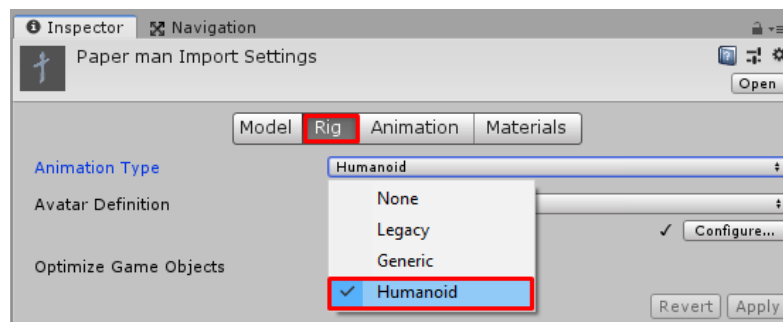 Inspector Navigation
Paper man Import Settings
Open
Model Rig Animation Materials
Animation Type Humanoid
None
Avatar Definition
Legacy Configure...
Generic
Optimize Game Objects
Humanoid
Revert Apply